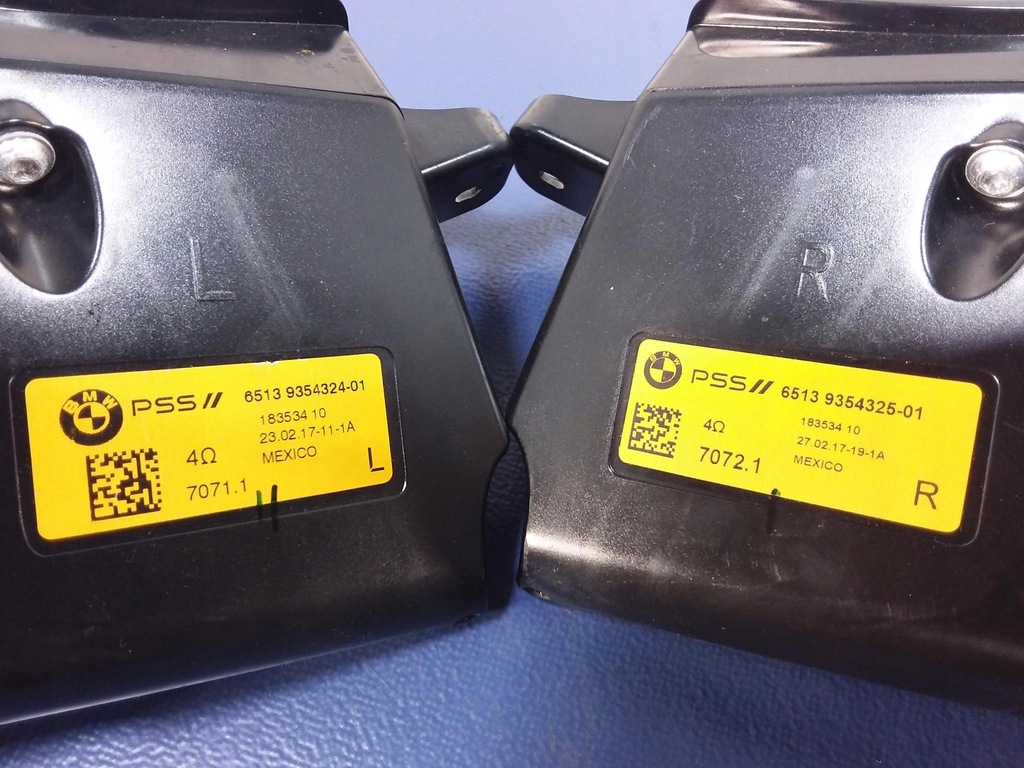 L
BMW PSS// 6513 9354324-01
183534 10
23.02.17-11-1A
4Ω MEXICO
7071.1 L
R
BMW PSS// 6513 9354325-01
183534 10
4Ω 27.02.17-19-1A
7072.1 MEXICO
R